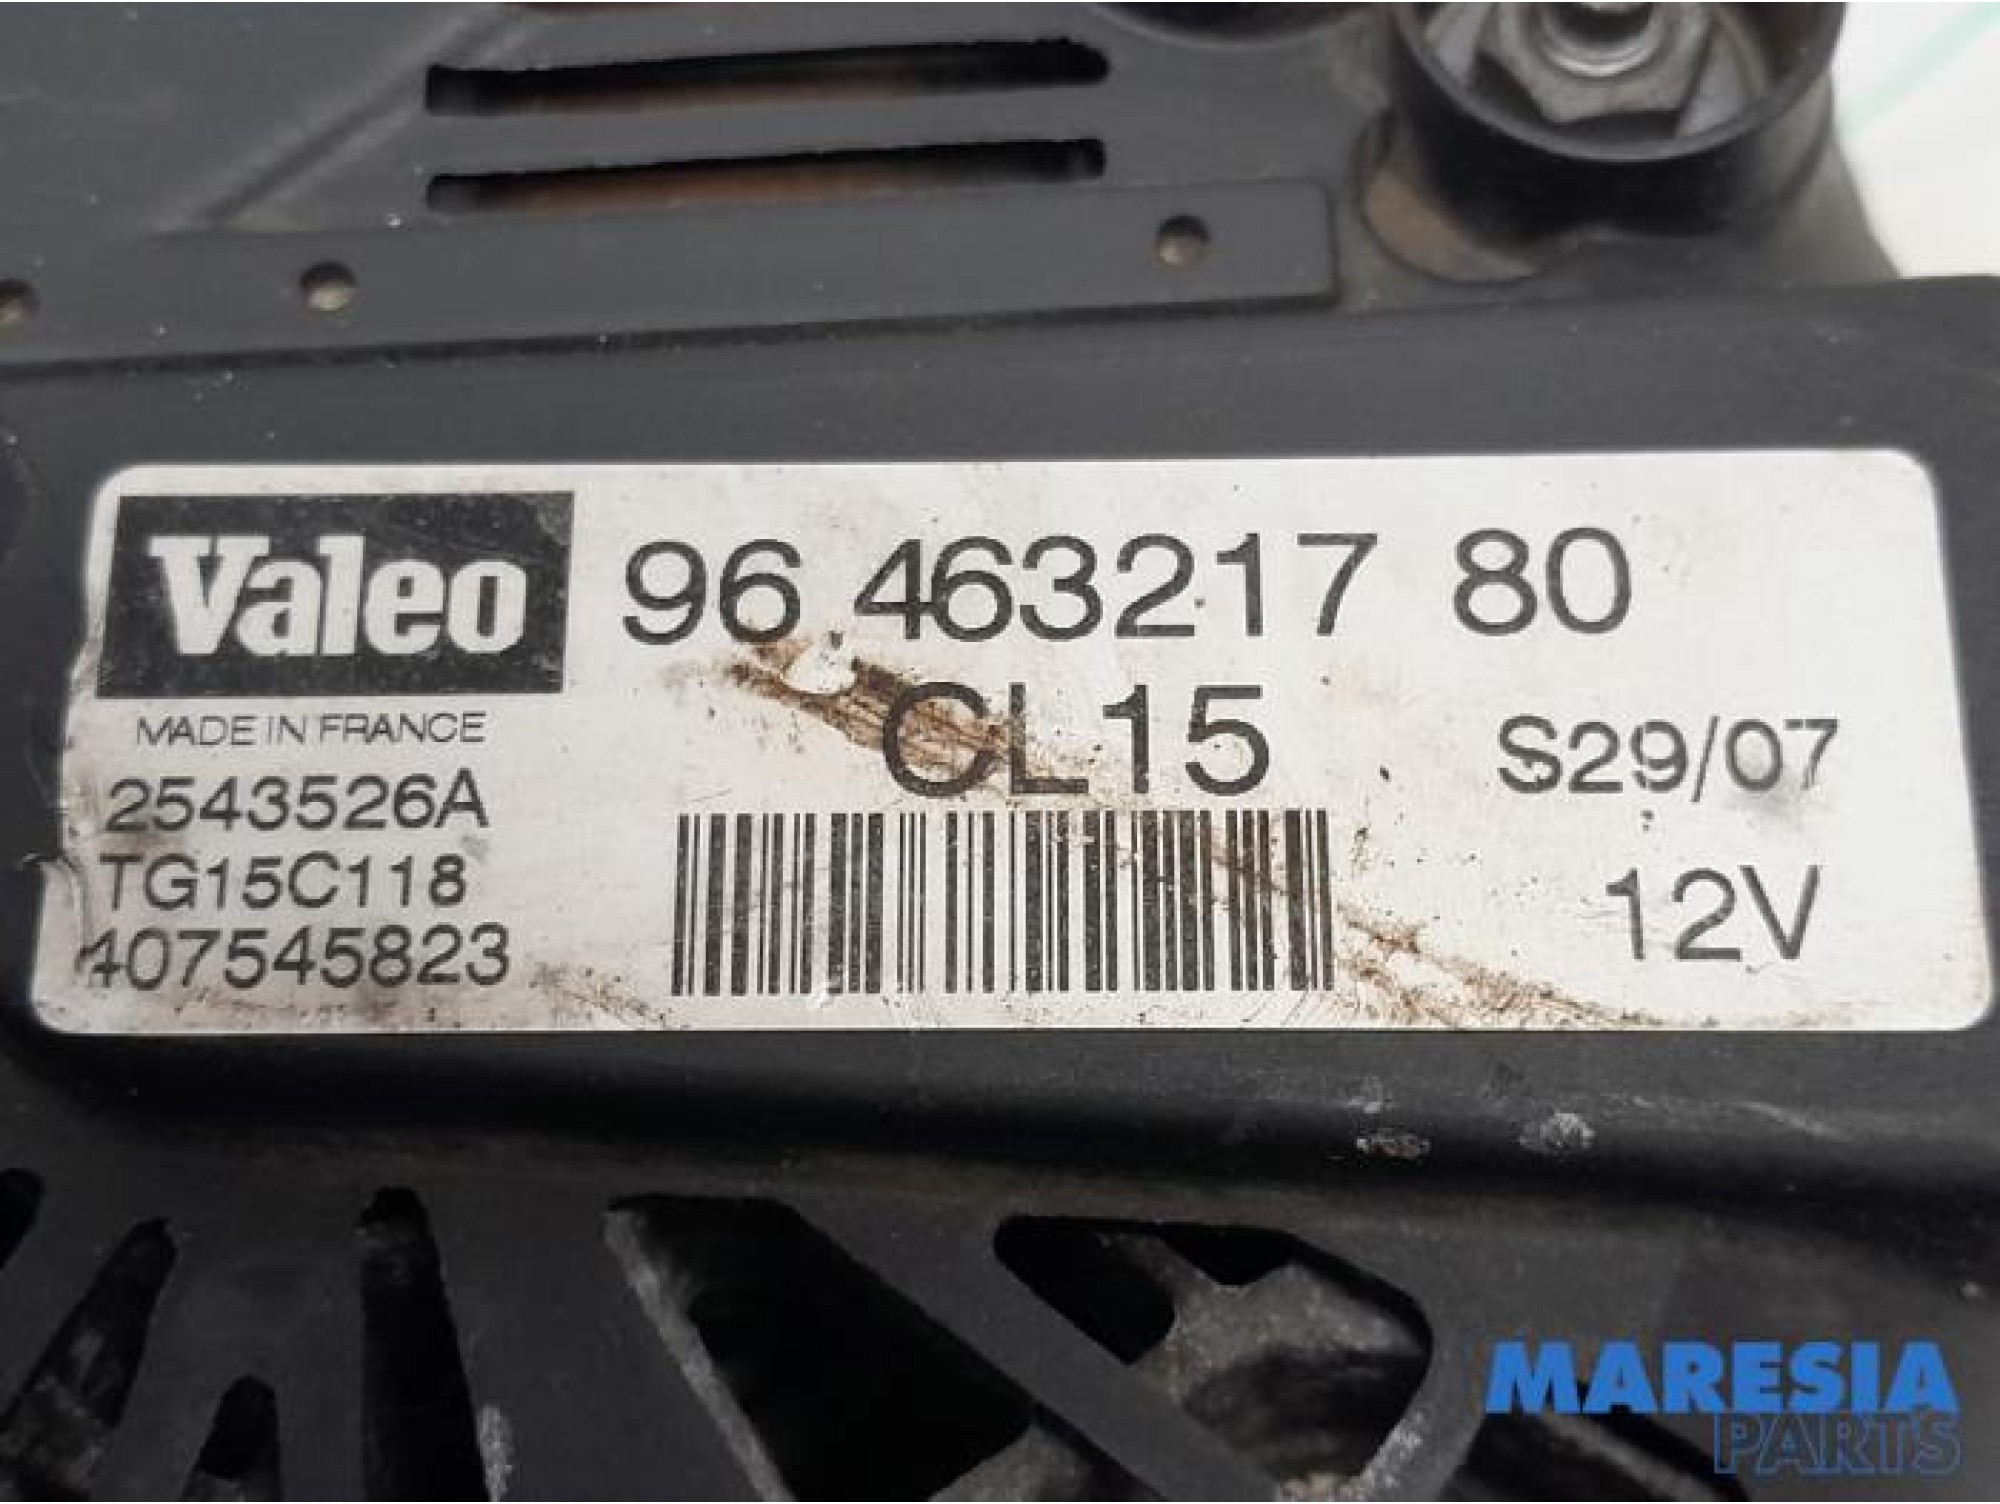 Valeo
96 463217 80
CL15
S29/07
12V
MADE IN FRANCE
2543526A
TG15C118
407545823
MARESIA
PARTS